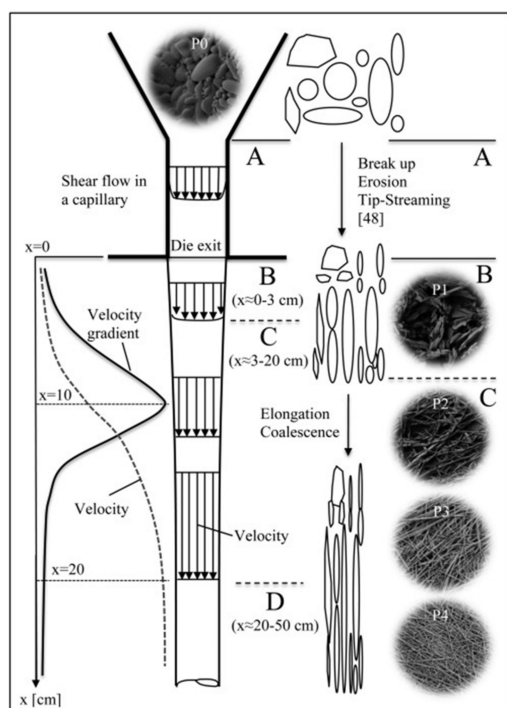 P0
A
A
Shear flow in
a capillary
Break up
Erosion
Tip-Streaming
[48]
x=0
Die exit
B
(x≈0-3 cm)
B
P1
Velocity
gradient
C
(x≈3-20 cm)
C
x=10
P2
Elongation
Coalescence
Velocity
Velocity
P3
x=20
D
(x≈20-50 cm)
P4
x [cm]